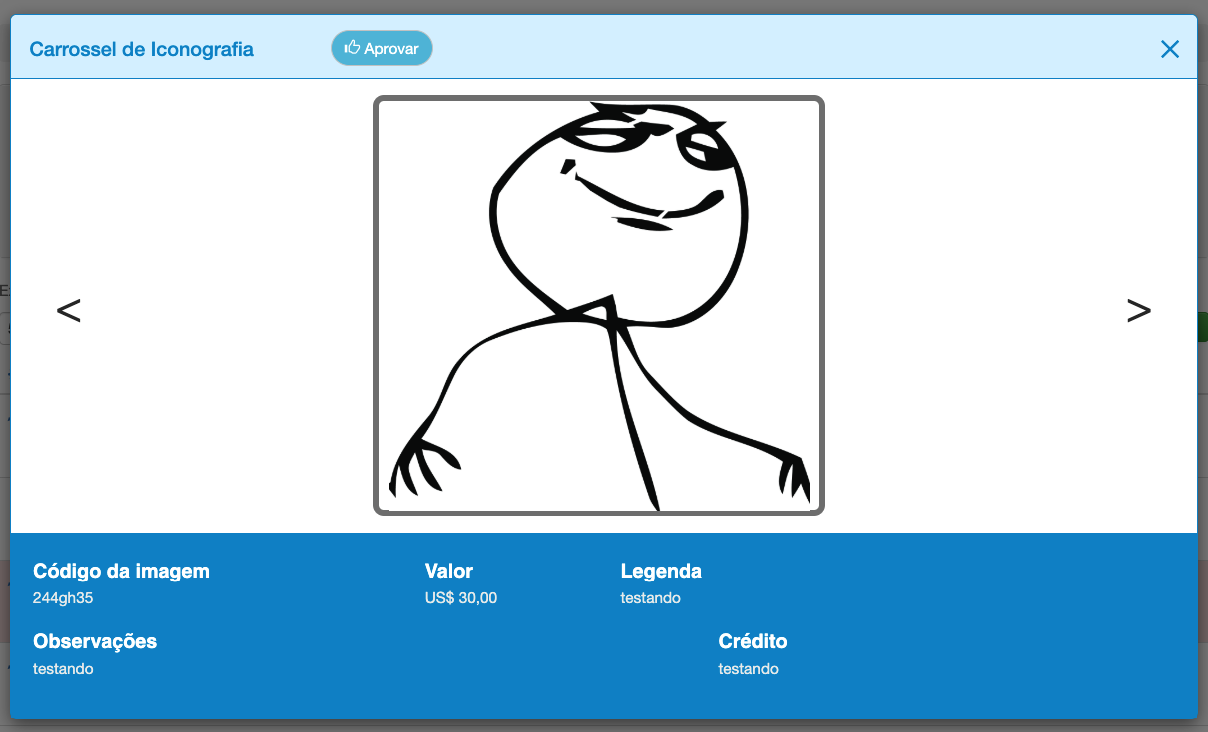 Carrossel de Iconografia
Aprovar
<
>
Código da imagem
244gh35
Valor
US$ 30,00
Legenda
testando
Observações
testando
Crédito
testando